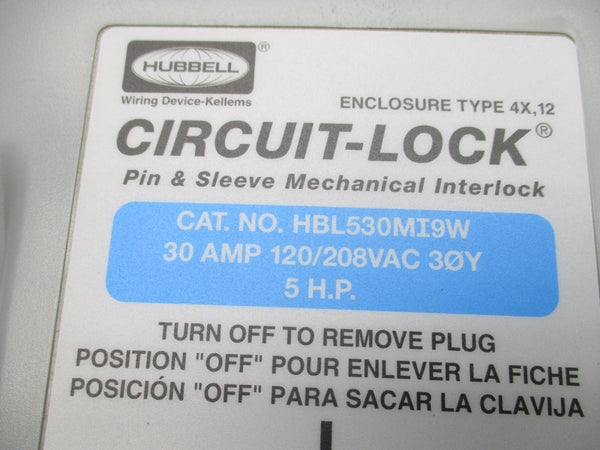 HUBBELL®
Wiring Device-Kellems
ENCLOSURE TYPE 4X,12
CIRCUIT-LOCK®
Pin & Sleeve Mechanical Interlock
CAT. NO. HBL530MI9W
30 AMP 120/208VAC 3ØY
5 H.P.
TURN OFF TO REMOVE PLUG
POSITION "OFF" POUR ENLEVER LA FICHE
POSICIÓN "OFF" PARA SACAR LA CLAVIJA